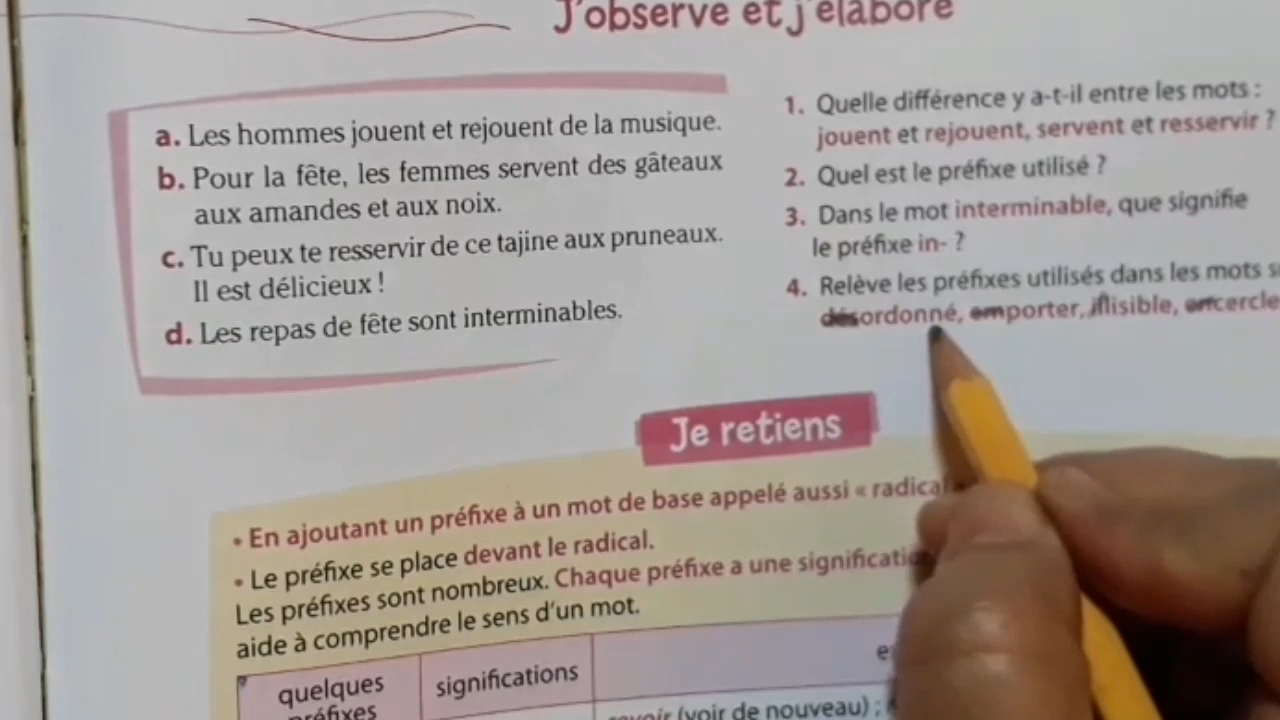 J'observe et j'élabore
a. Les hommes jouent et rejouent de la musique.
b. Pour la fête, les femmes servent des gâteaux
aux amandes et aux noix.
c. Tu peux te resservir de ce tajine aux pruneaux.
Il est délicieux !
d. Les repas de fête sont interminables.
1. Quelle différence y a-t-il entre les mots :
jouent et rejouent, servent et resservir ?
2. Quel est le préfixe utilisé ?
3. Dans le mot interminable, que signifie
le préfixe in- ?
4. Relève les préfixes utilisés dans les mots
désordonné, emporter, illisible, encercle
Je retiens
• En ajoutant un préfixe à un mot de base appelé aussi « radical
• Le préfixe se place devant le radical.
Les préfixes sont nombreux. Chaque préfixe a une significatio
aide à comprendre le sens d'un mot.
quelques
préfixes
significations
revoir (voir de nouveau) :